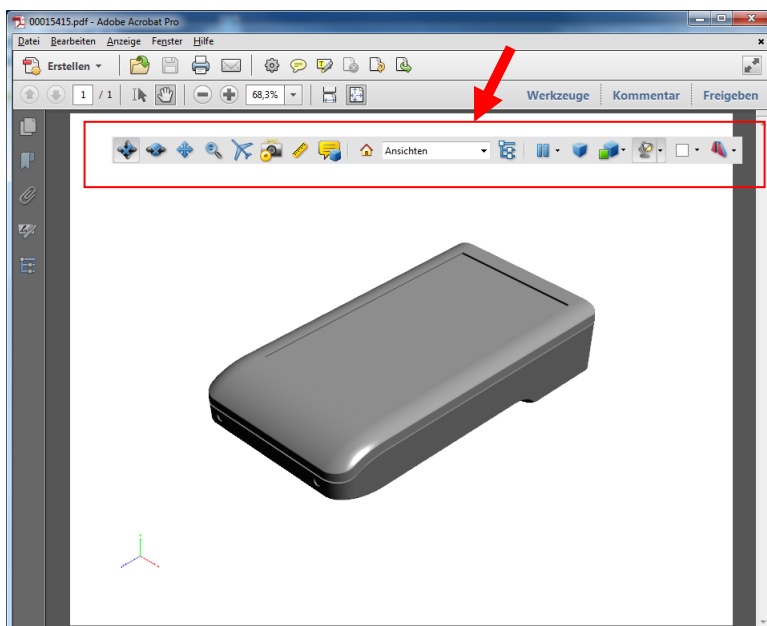 00015415.pdf - Adobe Acrobat Pro
Datei Bearbeiten Anzeige Fenster Hilfe
Erstellen
1 / 1 68,3% Werkzeuge Kommentar Freigeben
Ansichten